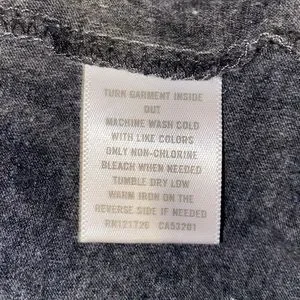 TURN GARMENT INSIDE
OUT
MACHINE WASH COLD
WITH LIKE COLORS
ONLY NON-CHLORINE
BLEACH WHEN NEEDED
TUMBLE DRY LOW
WARM IRON ON THE
REVERSE SIDE IF NEEDED
RN121726 CA53201